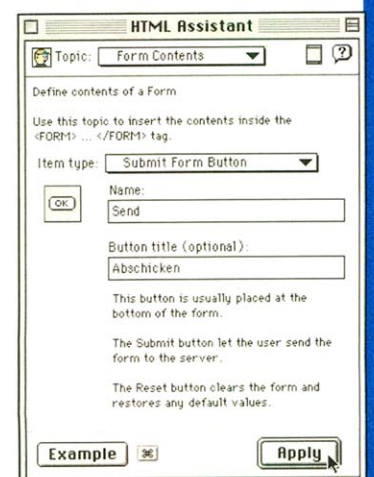 HTML Assistant
Topic: Form Contents
Define contents of a Form
Use this topic to insert the contents inside the
<FORM> ... </FORM> tag.
Item type: Submit Form Button
OK
Name:
Send
Button title (optional):
Abschicken
This button is usually placed at the
bottom of the form.
The Submit button let the user send the
form to the server.
The Reset button clears the form and
restores any default values.
Example ⌘ Apply